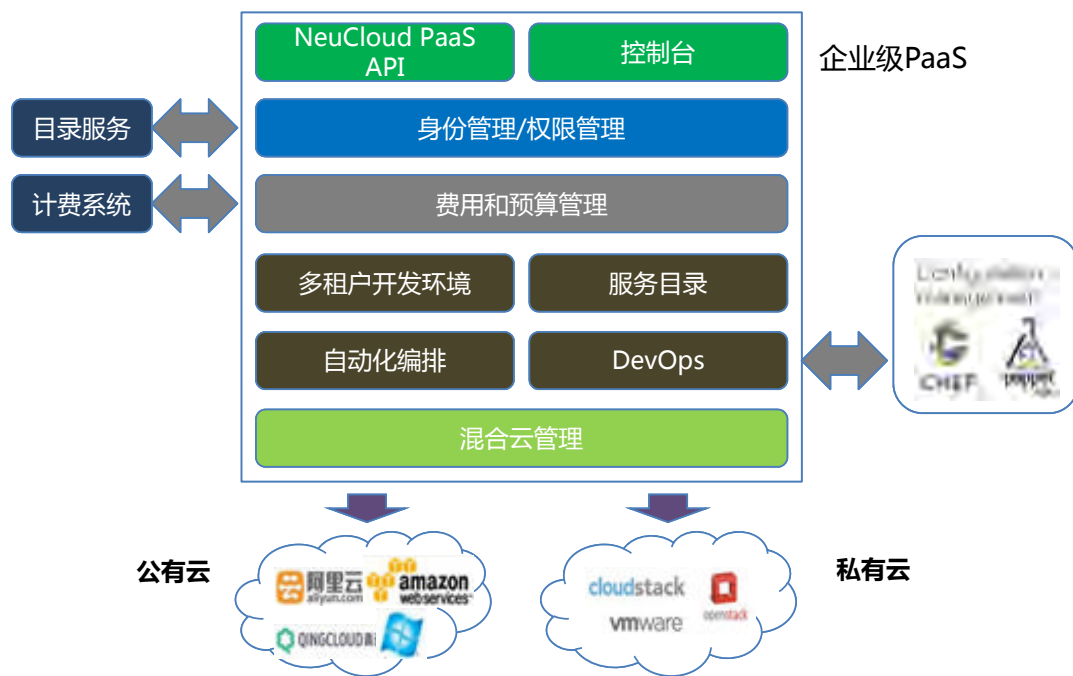 NeuCloud PaaS
API
控制台
企业级PaaS
目录服务
身份管理/权限管理
计费系统
费用和预算管理
多租户开发环境
服务目录
Configuration
management
自动化编排
DevOps
CHEF
puppet
混合云管理
公有云
阿里云
aliyun.com
amazon
webservices
QINGCLOUD
私有云
cloudstack
openstack
vmware